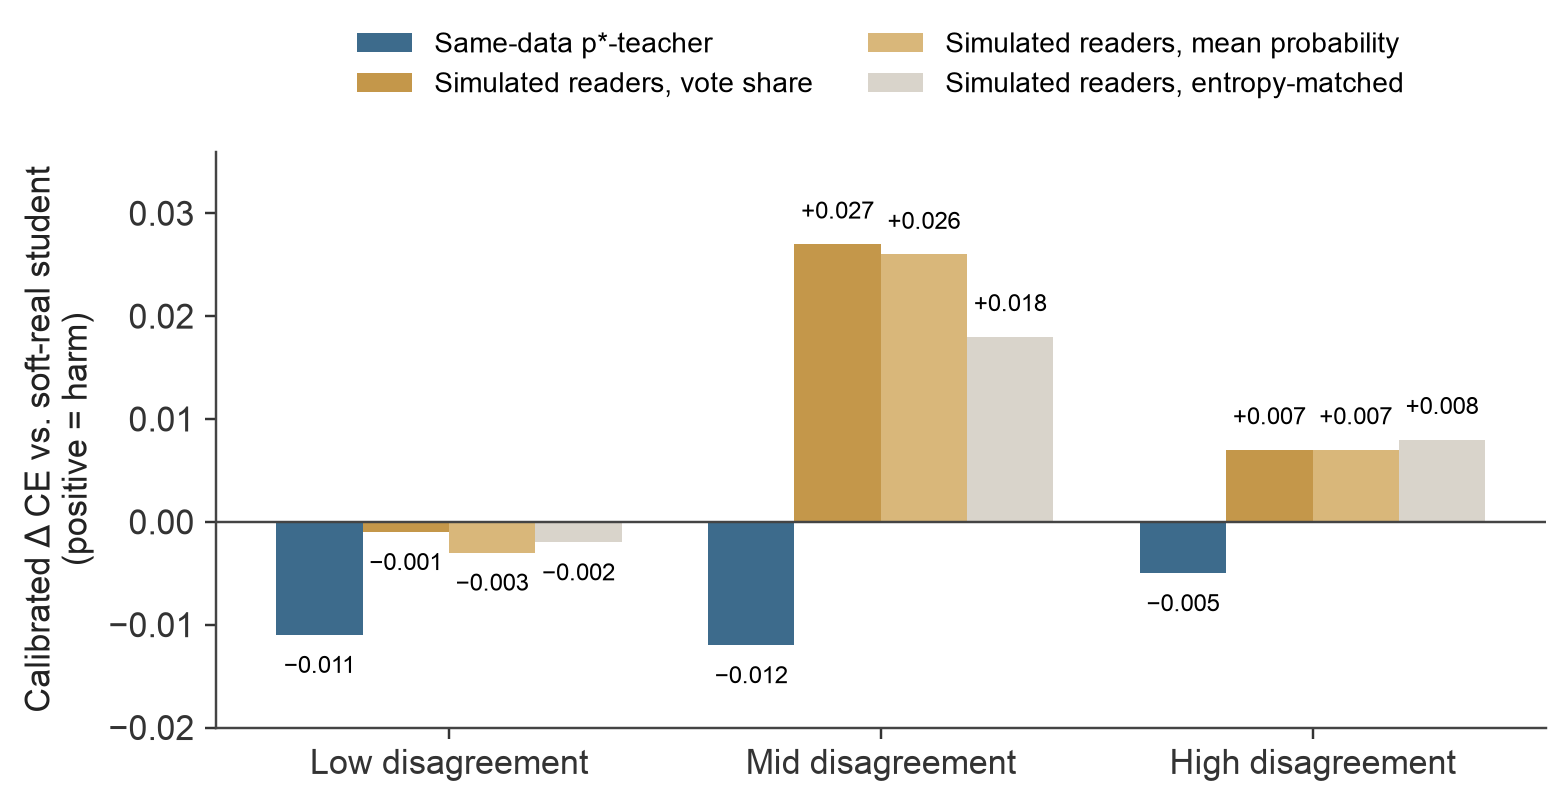 Same-data p*-teacher
Simulated readers, vote share
Simulated readers, mean probability
Simulated readers, entropy-matched
Calibrated Δ CE vs. soft-real student
(positive = harm)
0.03
0.02
0.01
0.00
−0.01
−0.02
−0.011
−0.001
−0.003
−0.002
−0.012
+0.027
+0.026
+0.018
−0.005
+0.007
+0.007
+0.008
Low disagreement
Mid disagreement
High disagreement